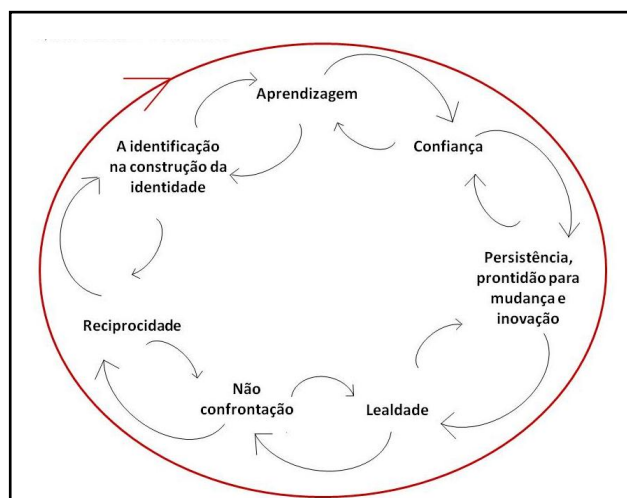 Aprendizagem
Confiança
Persistência,
prontidão para
mudança e
inovação
Lealdade
Não
confrontação
Reciprocidade
A identificação
na construção da
identidade